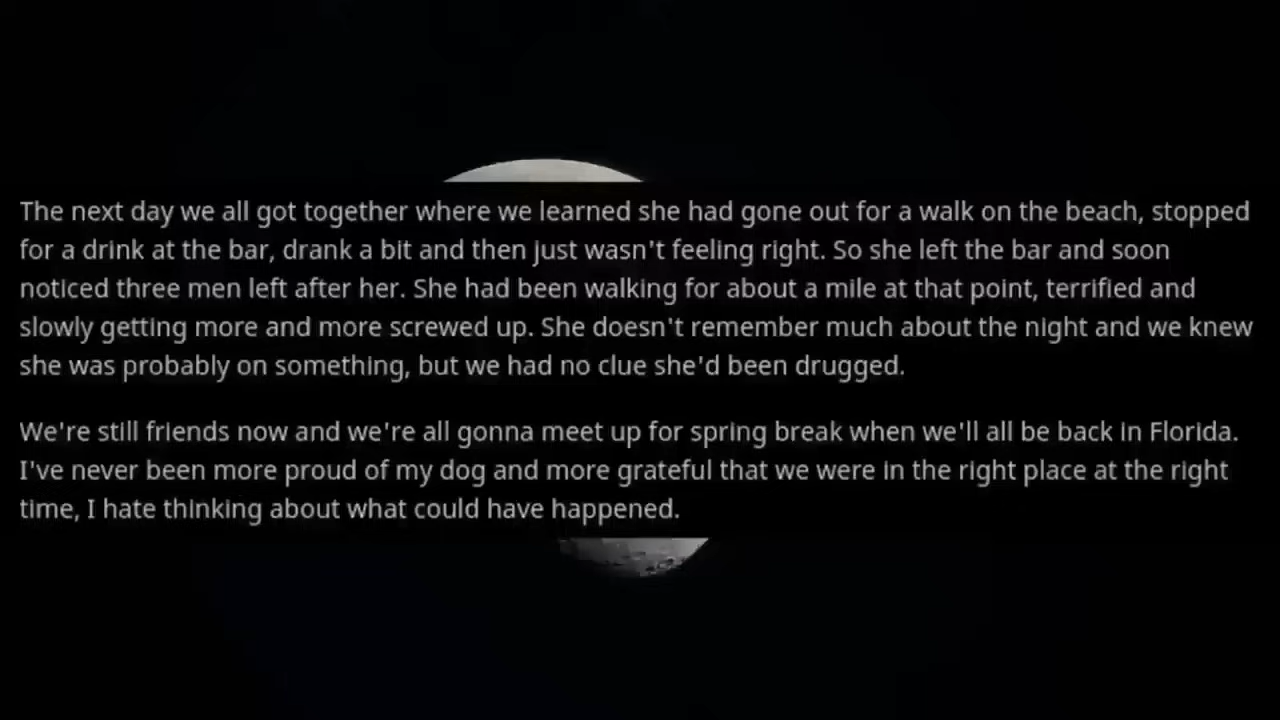 The next day we all got together where we learned she had gone out for a walk on the beach, stopped
for a drink at the bar, drank a bit and then just wasn't feeling right. So she left the bar and soon
noticed three men left after her. She had been walking for about a mile at that point, terrified and
slowly getting more and more screwed up. She doesn't remember much about the night and we knew
she was probably on something, but we had no clue she'd been drugged.
We're still friends now and we're all gonna meet up for spring break when we'll all be back in Florida.
I've never been more proud of my dog and more grateful that we were in the right place at the right
time, I hate thinking about what could have happened.